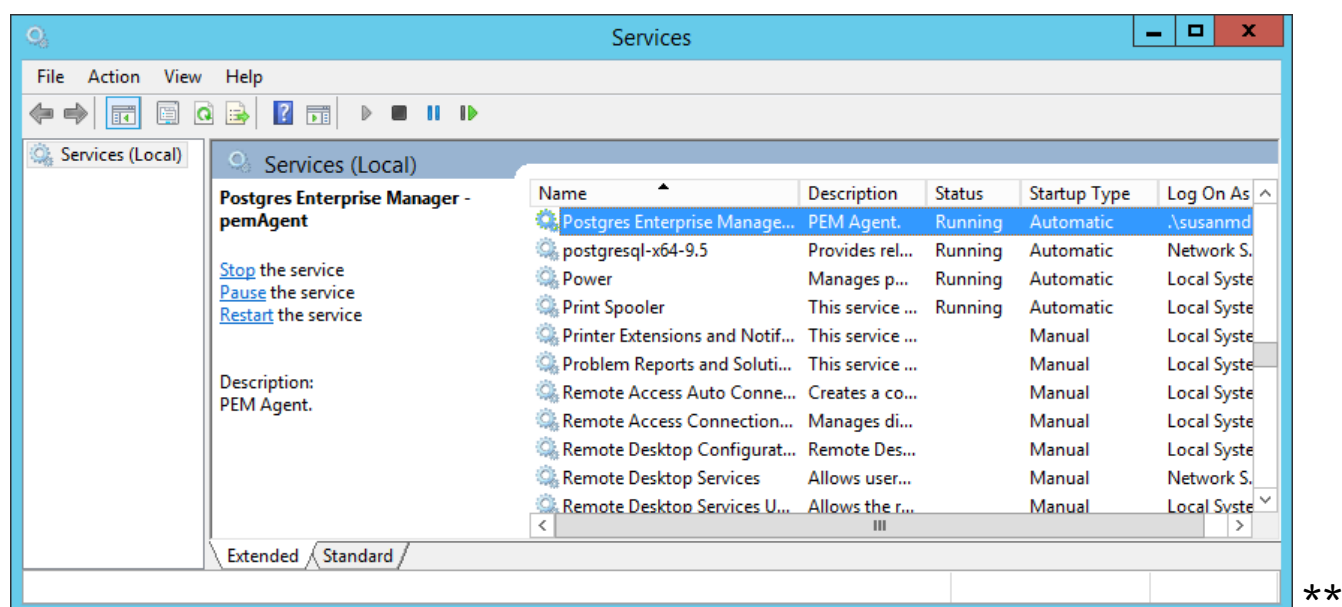 Services
File Action View Help
Services (Local)
Services (Local)
Postgres Enterprise Manager -
pemAgent
Stop the service
Pause the service
Restart the service
Description:
PEM Agent.
Name Description Status Startup Type Log On As
Postgres Enterprise Manage... PEM Agent. Running Automatic .\susanmd
postgresql-x64-9.5 Provides rel... Running Automatic Network S.
Power Manages p... Running Automatic Local Syste
Print Spooler This service ... Running Automatic Local Syste
Printer Extensions and Notif... This service ... Manual Local Syste
Problem Reports and Soluti... This service ... Manual Local Syste
Remote Access Auto Conne... Creates a co... Manual Local Syste
Remote Access Connection... Manages di... Manual Local Syste
Remote Desktop Configurat... Remote Des... Manual Local Syste
Remote Desktop Services Allows user... Manual Network S.
Remote Desktop Services U... Allows the r... Manual Local Syste
Extended Standard
**